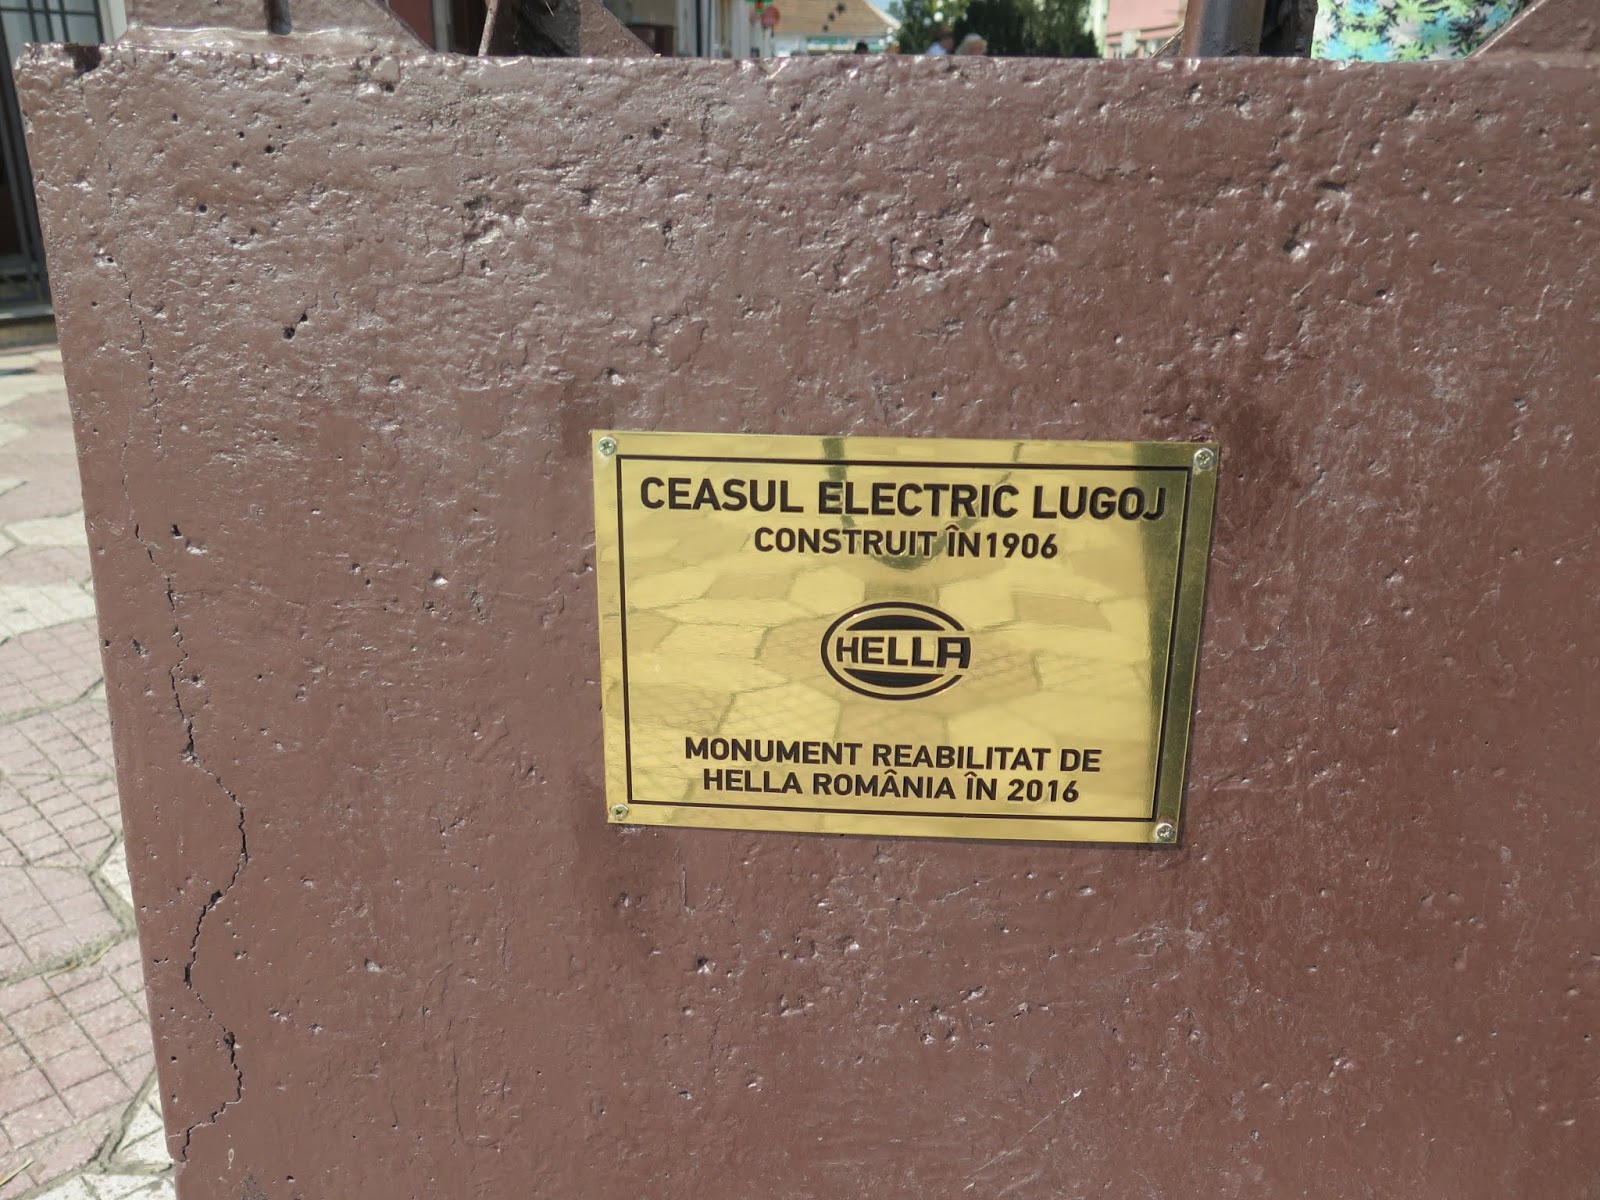 CEASUL ELECTRIC LUGOJ
CONSTRUIT ÎN1906
HELLA
MONUMENT REABILITAT DE
HELLA ROMÂNIA ÎN 2016